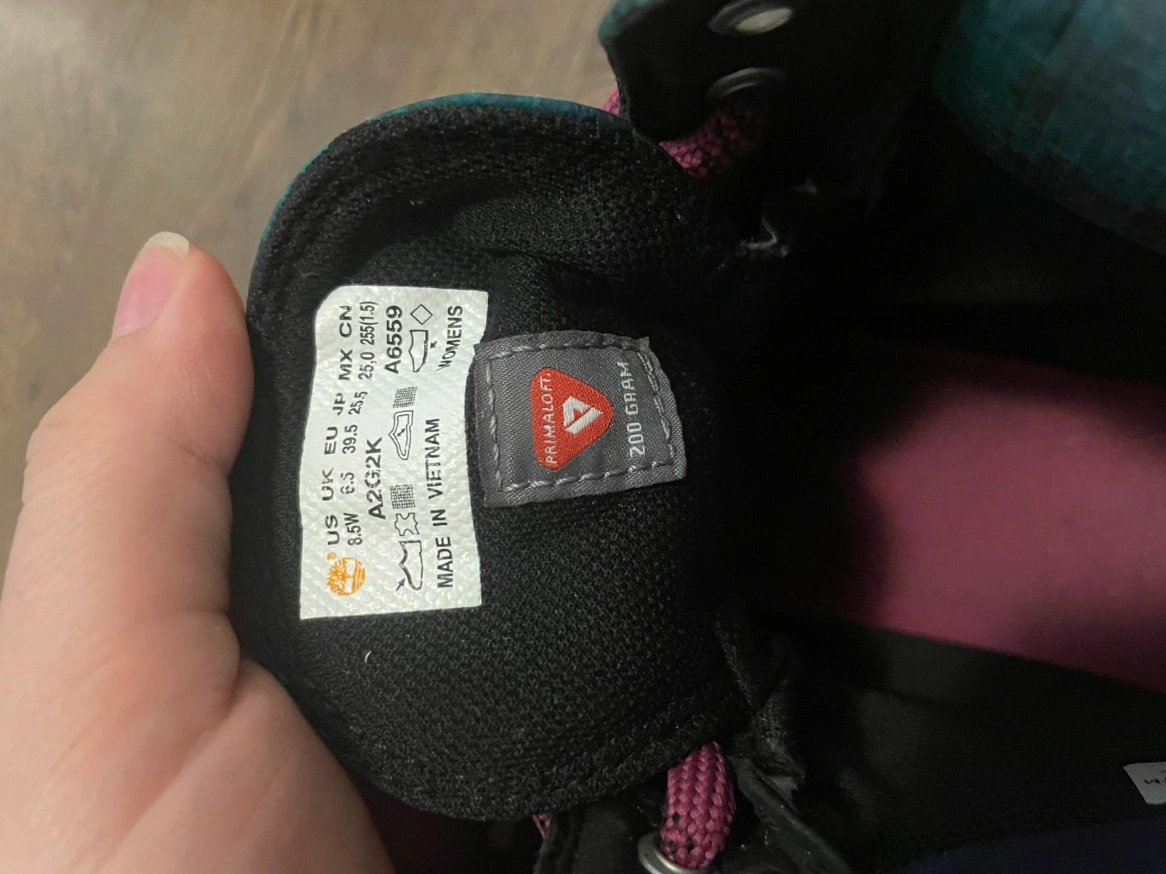 ® US UK EU JP MX CN
8.5W 6.5 39.5 25.5 25,0 255(1.5)
A2G2K A6559
MADE IN VIETNAM WOMENS
PRIMALOFT
200 GRAM